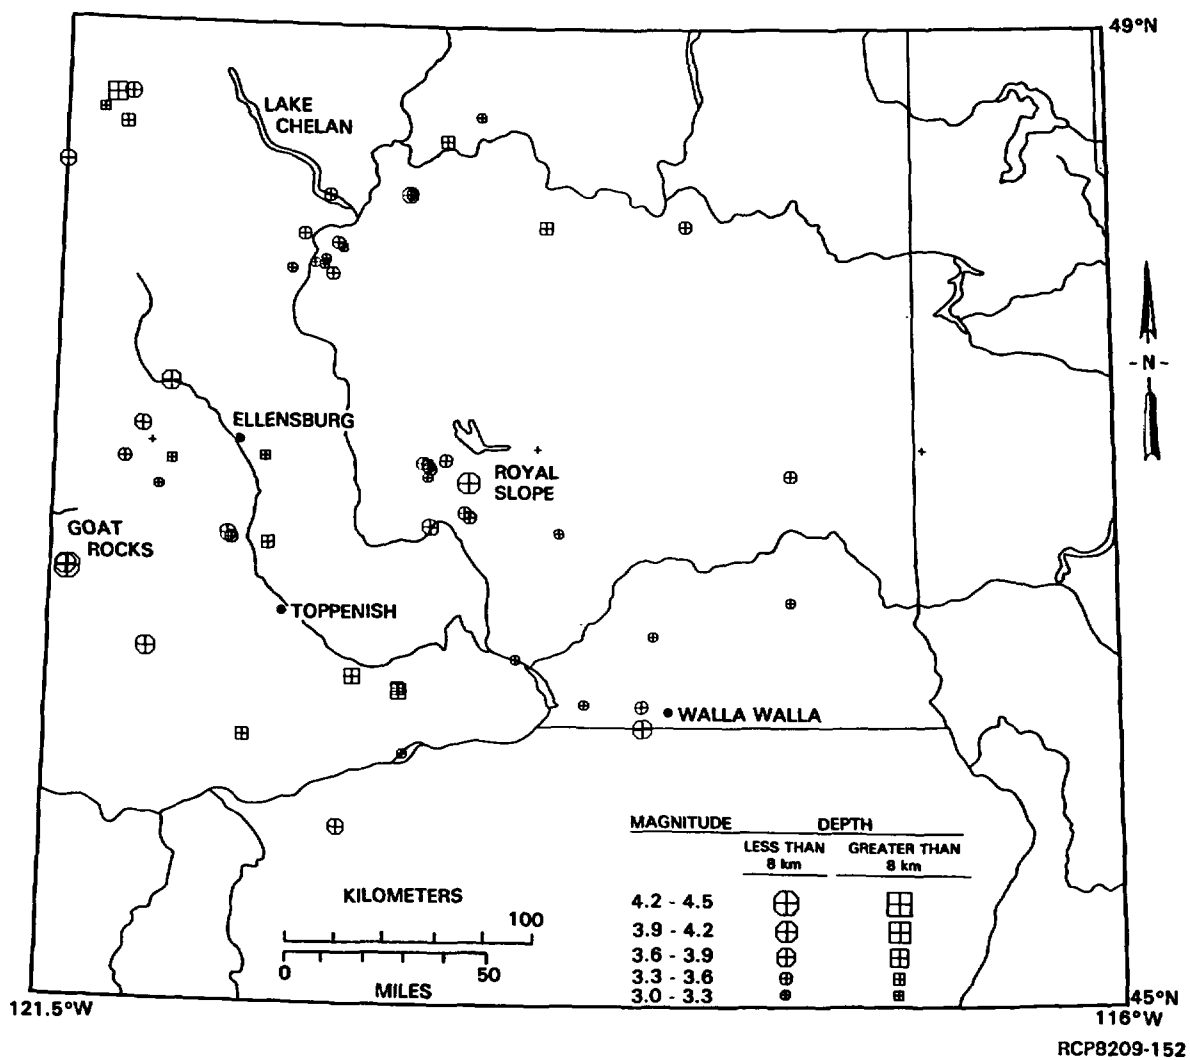 49°N
LAKE
CHELAN
- N -
ELLENSBURG
ROYAL
SLOPE
GOAT
ROCKS
TOPPENISH
WALLA WALLA
MAGNITUDE DEPTH
LESS THAN GREATER THAN
8 km 8 km
4.2 - 4.5
3.9 - 4.2
3.6 - 3.9
3.3 - 3.6
3.0 - 3.3
KILOMETERS
100
0 50
MILES
121.5°W
45°N
116°W
RCP8209-152